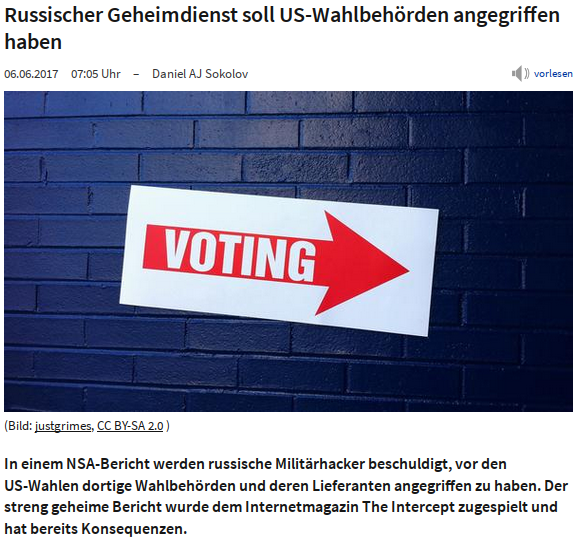 Russischer Geheimdienst soll US-Wahlbehörden angegriffen
haben
06.06.2017 07:05 Uhr – Daniel AJ Sokolov
vorlesen
VOTING
(Bild: justgrimes, CC BY-SA 2.0 )
In einem NSA-Bericht werden russische Militärhacker beschuldigt, vor den
US-Wahlen dortige Wahlbehörden und deren Lieferanten angegriffen zu haben. Der
streng geheime Bericht wurde dem Internetmagazin The Intercept zugespielt und
hat bereits Konsequenzen.